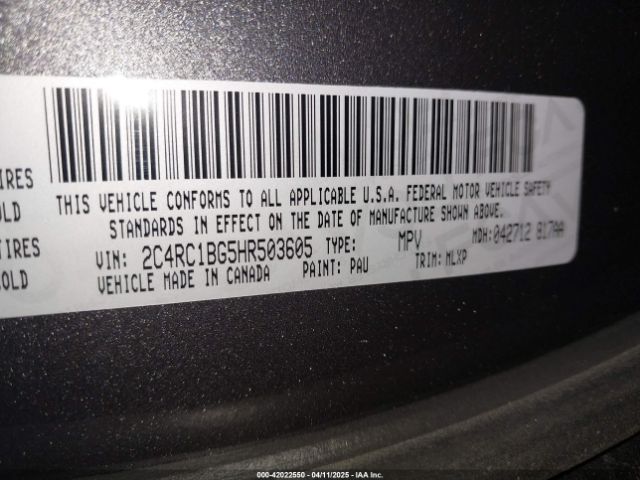 IRES
THIS VEHICLE CONFORMS TO ALL APPLICABLE U.S.A. FEDERAL MOTOR VEHICLE SAFETY
OLD
STANDARDS IN EFFECT ON THE DATE OF MANUFACTURE SHOWN ABOVE.
IRES
VIN: 2C4RC1BG5HR503605 TYPE: MPV MDH: 042712 817AA
OLD
VEHICLE MADE IN CANADA PAINT: PAU TRIM: MLXP
000-42022550 - 04/11/2025 - IAA Inc.